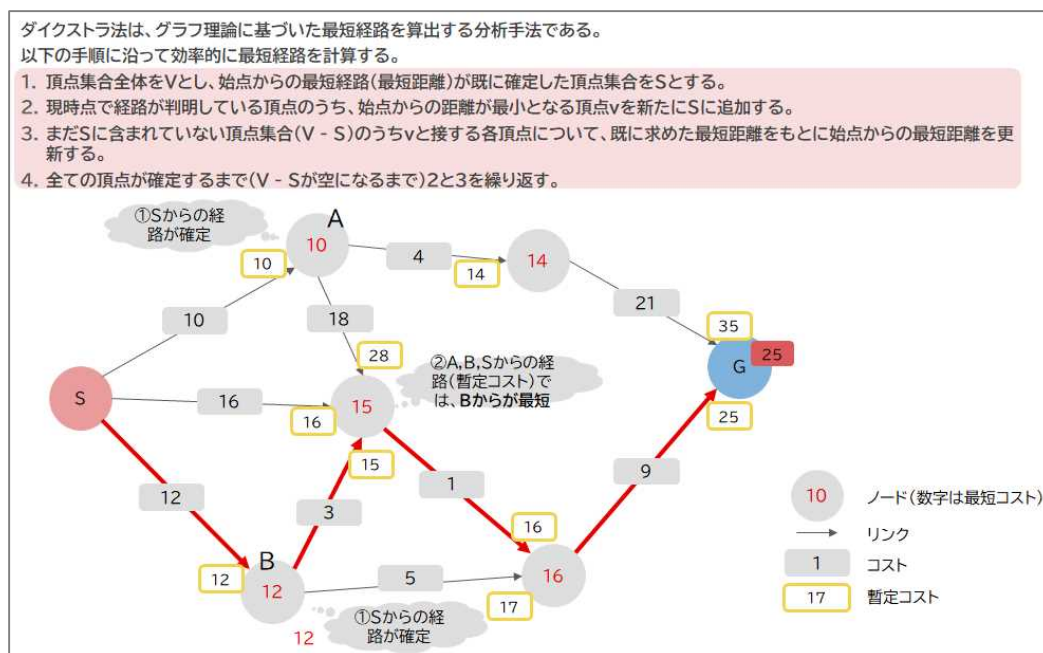 ダイクストラ法は、グラフ理論に基づいた最短経路を算出する分析手法である。
以下の手順に沿って効率的に最短経路を計算する。
1. 頂点集合全体をVとし、始点からの最短経路(最短距離)が既に確定した頂点集合をSとする。
2. 現時点で経路が判明している頂点のうち、始点からの距離が最小となる頂点vを新たにSに追加する。
3. まだSに含まれていない頂点集合(V - S)のうちvと接する各頂点について、既に求めた最短距離をもとに始点からの最短距離を更
新する。
4. 全ての頂点が確定するまで(V - Sが空になるまで)2と3を繰り返す。
①Sからの経
路が確定
A
10
10
4
14
14
10
18
21
35
25
G
25
28
②A,B,Sからの経
路(暫定コスト)で
は、Bからが最短
S
16
16
15
15
12
3
1
9
16
B
12
12
5
16
17
12
①Sからの経
路が確定
10
ノード(数字は最短コスト)
リンク
1
コスト
17
暫定コスト